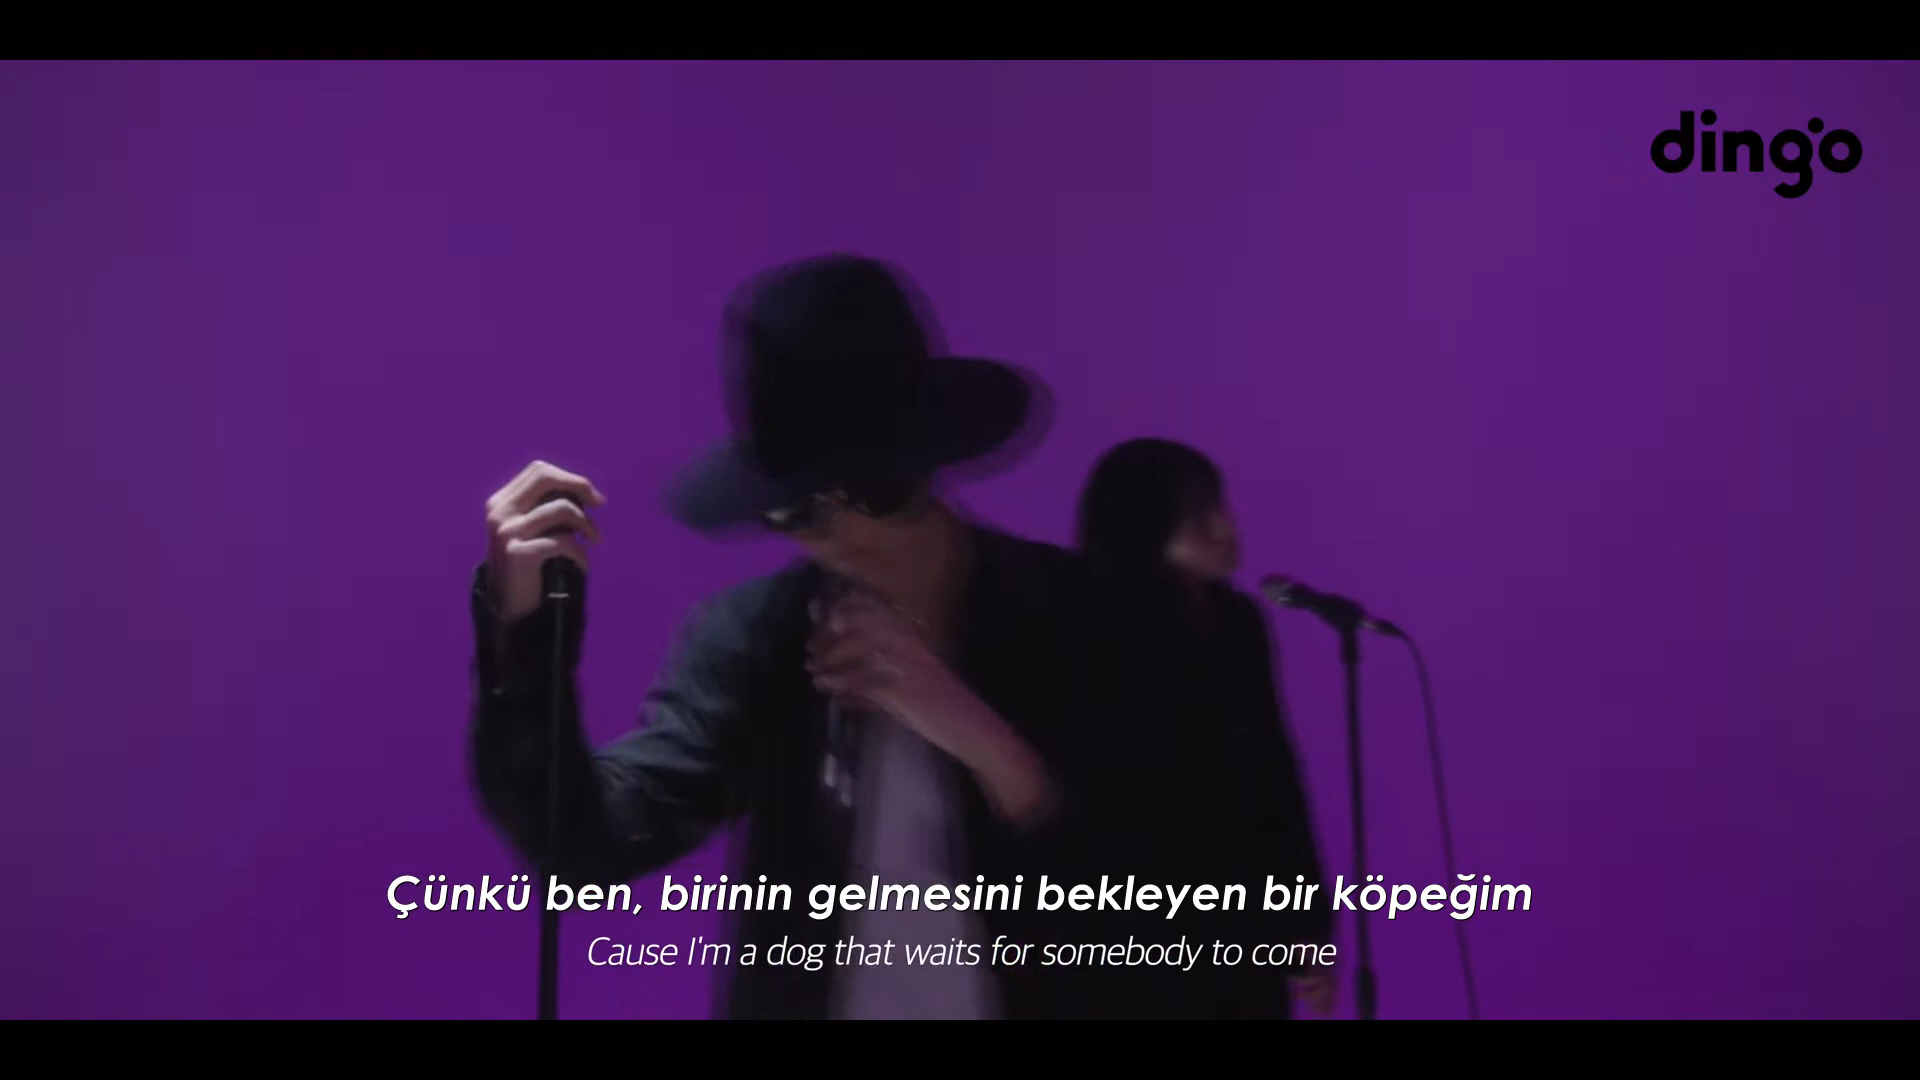 dingo
Çünkü ben, birinin gelmesini bekleyen bir köpeğim
Cause I'm a dog that waits for somebody to come